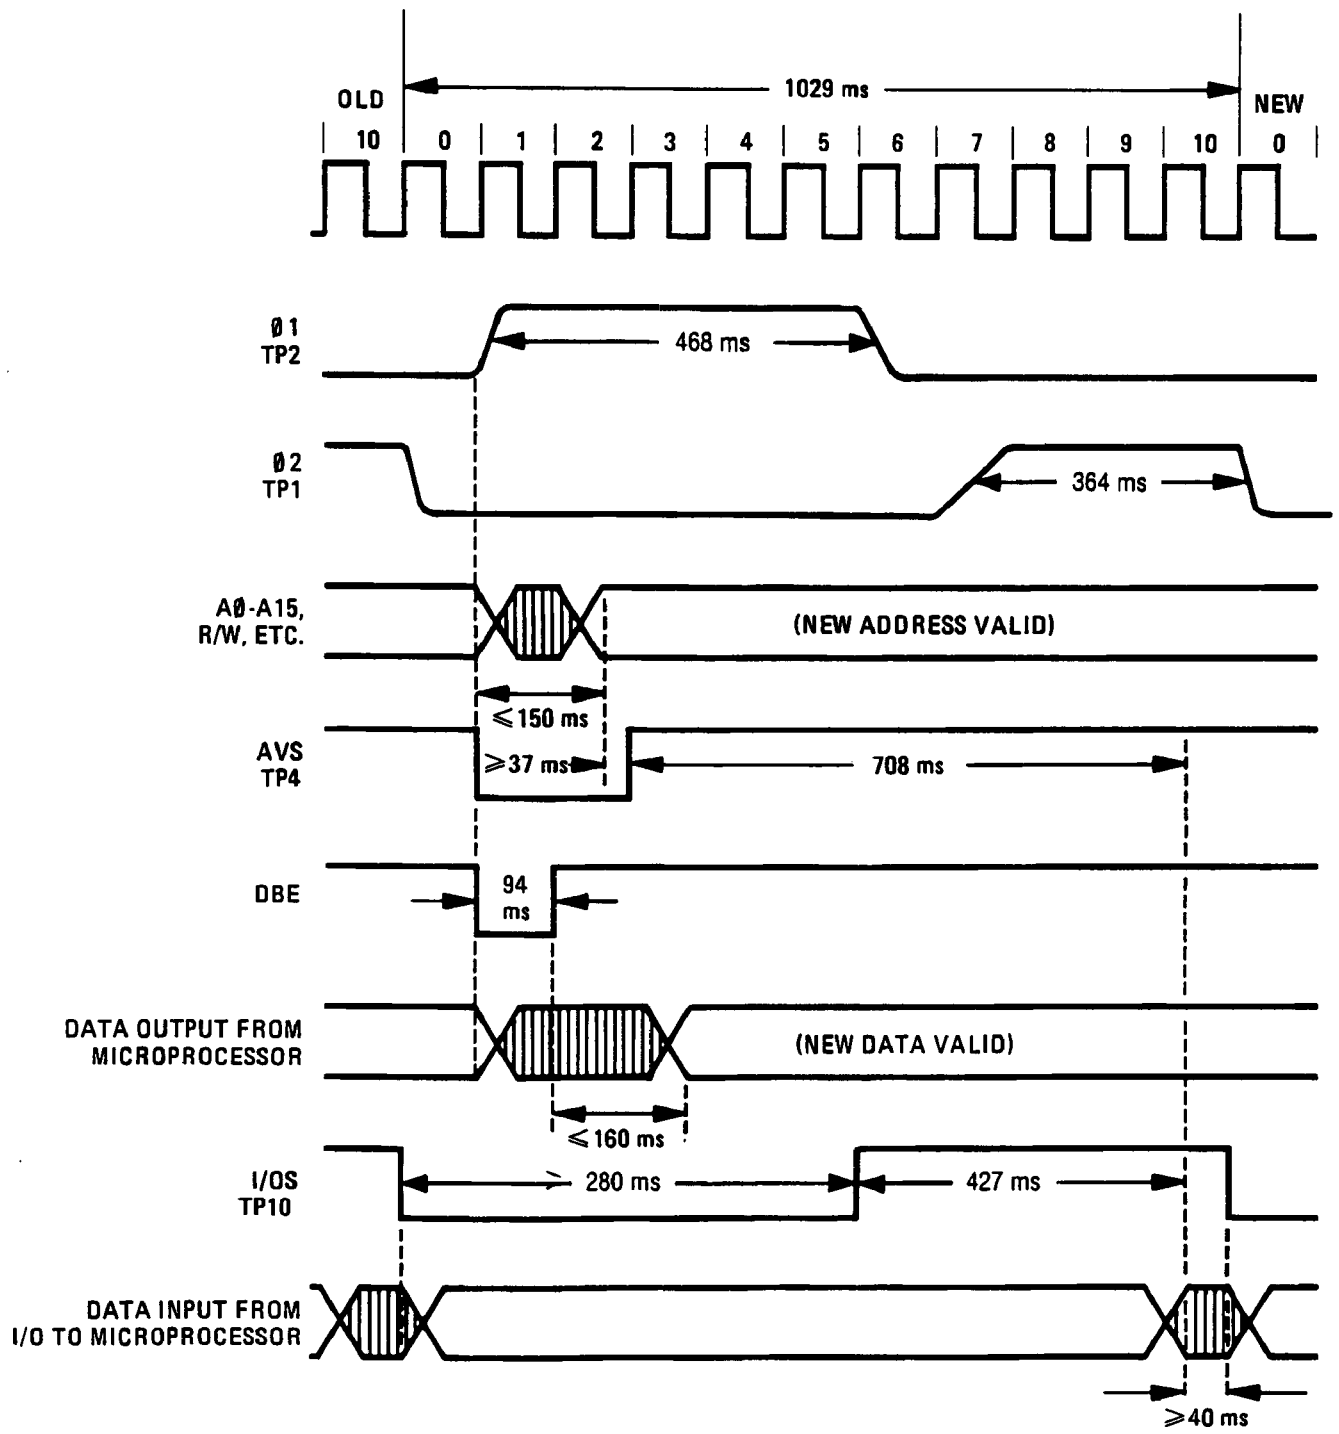 1029 ms
OLD
NEW
10 0 1 2 3 4 5 6 7 8 9 10 0
Ø1
TP2
468 ms
Ø2
TP1
364 ms
AØ-A15,
R/W, ETC.
(NEW ADDRESS VALID)
⩽150 ms
AVS
TP4
⩾37 ms
708 ms
DBE
94
ms
DATA OUTPUT FROM
MICROPROCESSOR
(NEW DATA VALID)
⩽160 ms
I/OS
TP10
⩾ 280 ms
427 ms
DATA INPUT FROM
I/O TO MICROPROCESSOR
⩾40 ms